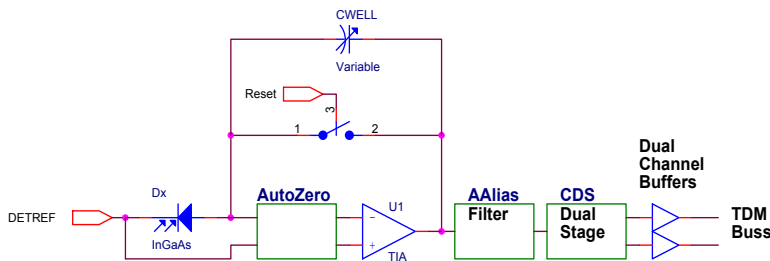 CWELL
Variable
Reset
3
1
2
Dual
Channel
Buffers
Dx
AutoZero
U1
AAlias
Filter
CDS
Dual
Stage
DETREF
−
+
InGaAs
TIA
TDM
Buss